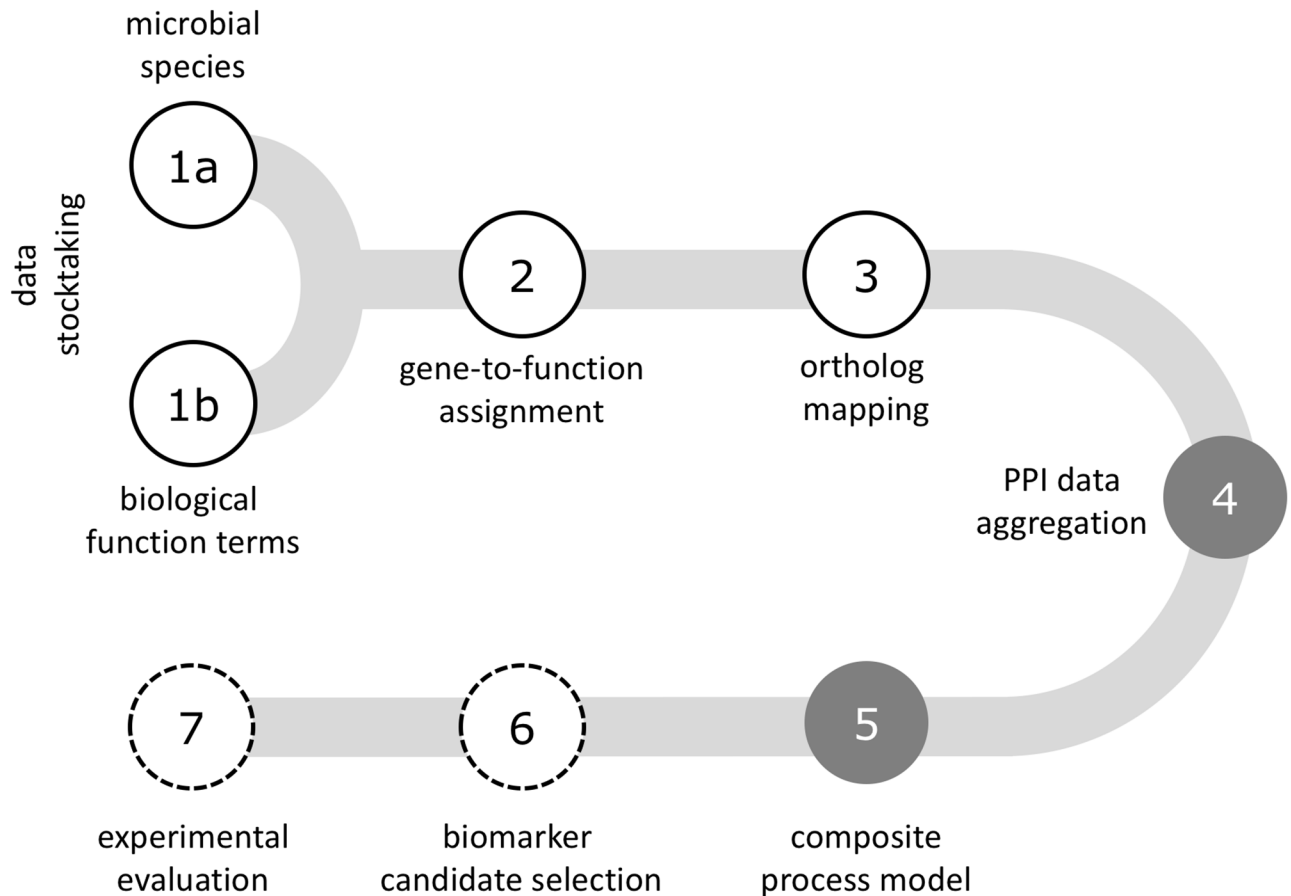 microbial
species
1a
data
stocktaking
1b
biological
function terms
2
gene-to-function
assignment
3
ortholog
mapping
PPI data
aggregation
4
5
composite
process model
6
biomarker
candidate selection
7
experimental
evaluation